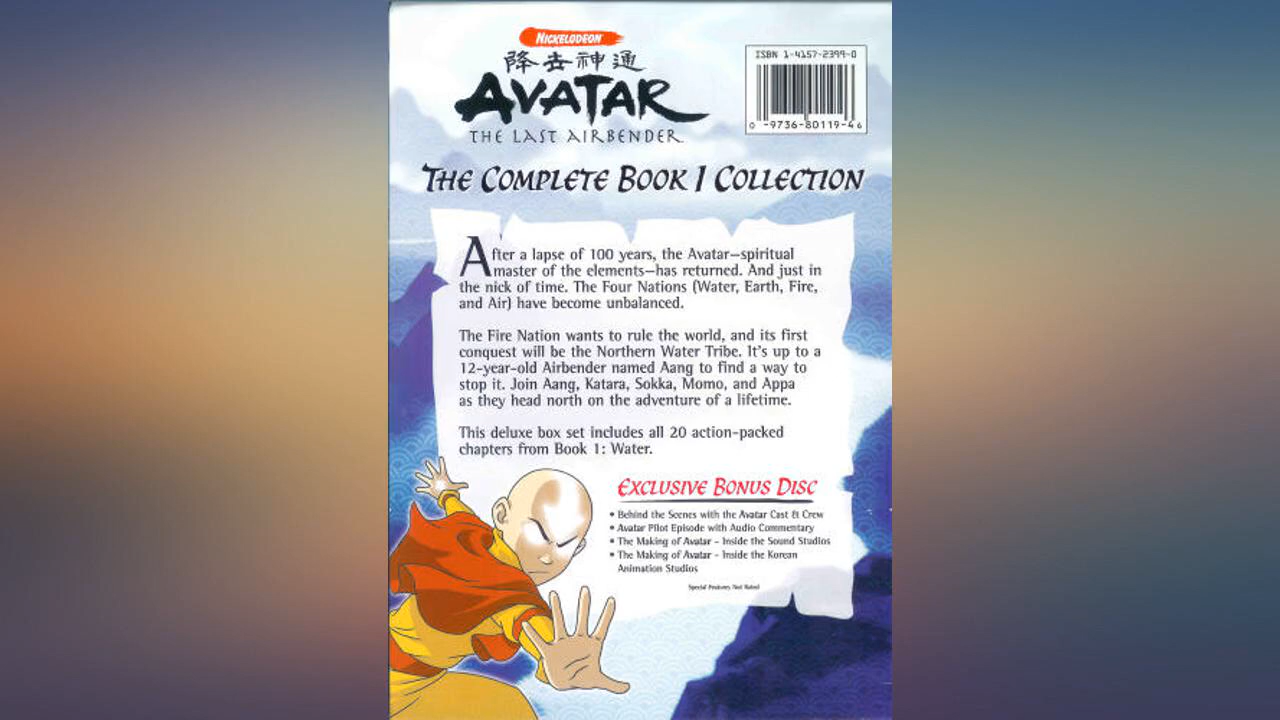 NICKELODEON
降去神通
AVATAR
THE LAST AIRBENDER
ISBN 1-4157-2399-0
0 -9736-80119-4 6
THE COMPLETE BOOK 1 COLLECTION
After a lapse of 100 years, the Avatar—spiritual
master of the elements—has returned. And just in
the nick of time. The Four Nations (Water, Earth, Fire,
and Air) have become unbalanced.
The Fire Nation wants to rule the world, and its first
conquest will be the Northern Water Tribe. It's up to a
12-year-old Airbender named Aang to find a way to
stop it. Join Aang, Katara, Sokka, Momo, and Appa
as they head north on the adventure of a lifetime.
This deluxe box set includes all 20 action-packed
chapters from Book 1: Water.
EXCLUSIVE BONUS DISC
• Behind the Scenes with the Avatar Cast & Crew
• Avatar Pilot Episode with Audio Commentary
• The Making of Avatar - Inside the Sound Studios
• The Making of Avatar - Inside the Korean
Animation Studios
Special Features Not Rated